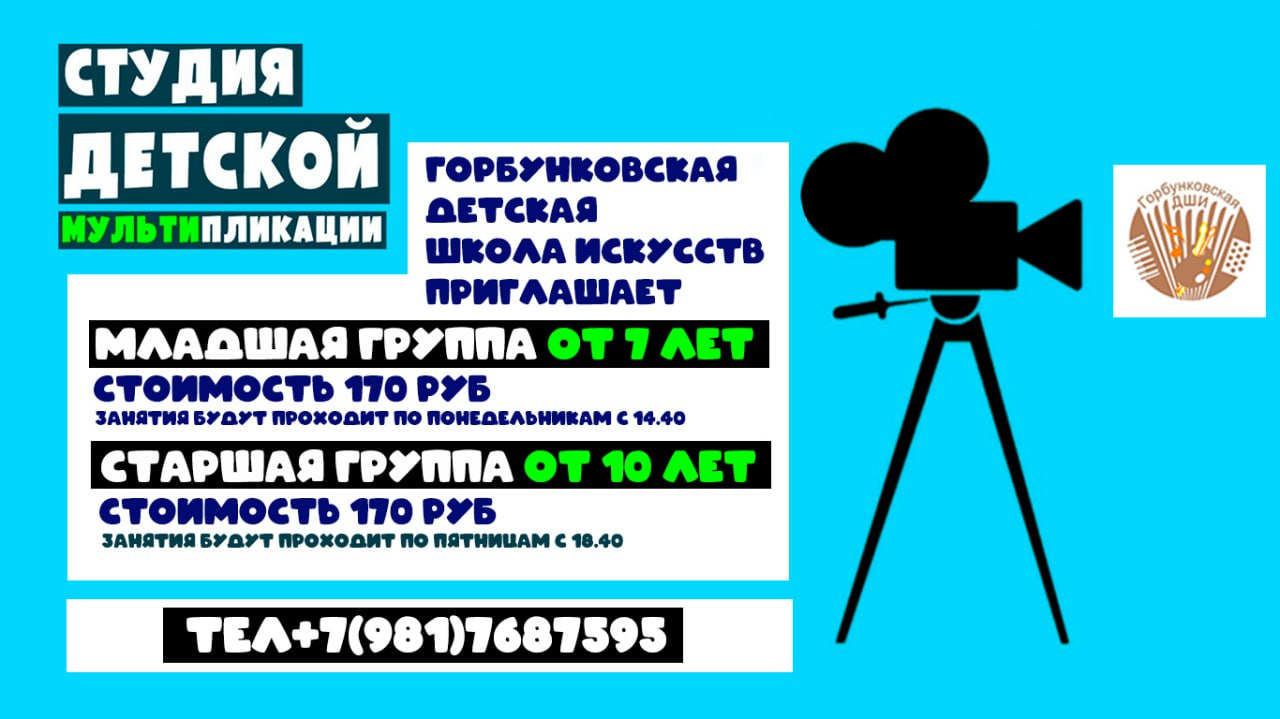 СТУДИЯ
ДЕТСКОЙ
МУЛЬТИПЛИКАЦИИ
ГОРБУНКОВСКАЯ
ДЕТСКАЯ
ШКОЛА ИСКУССТВ
ПРИГЛАШАЕТ
МЛАДШАЯ ГРУППА ОТ 7 ЛЕТ
СТОИМОСТЬ 170 РУБ
ЗАНЯТИЯ БУДУТ ПРОХОДИТ ПО ПОНЕДЕЛЬНИКАМ С 14.40
СТАРШАЯ ГРУППА ОТ 10 ЛЕТ
СТОИМОСТЬ 170 РУБ
ЗАНЯТИЯ БУДУТ ПРОХОДИТ ПО ПЯТНИЦАМ С 18.40
ТЕЛ+7(981)7687595
Горбунковская
ДШИ